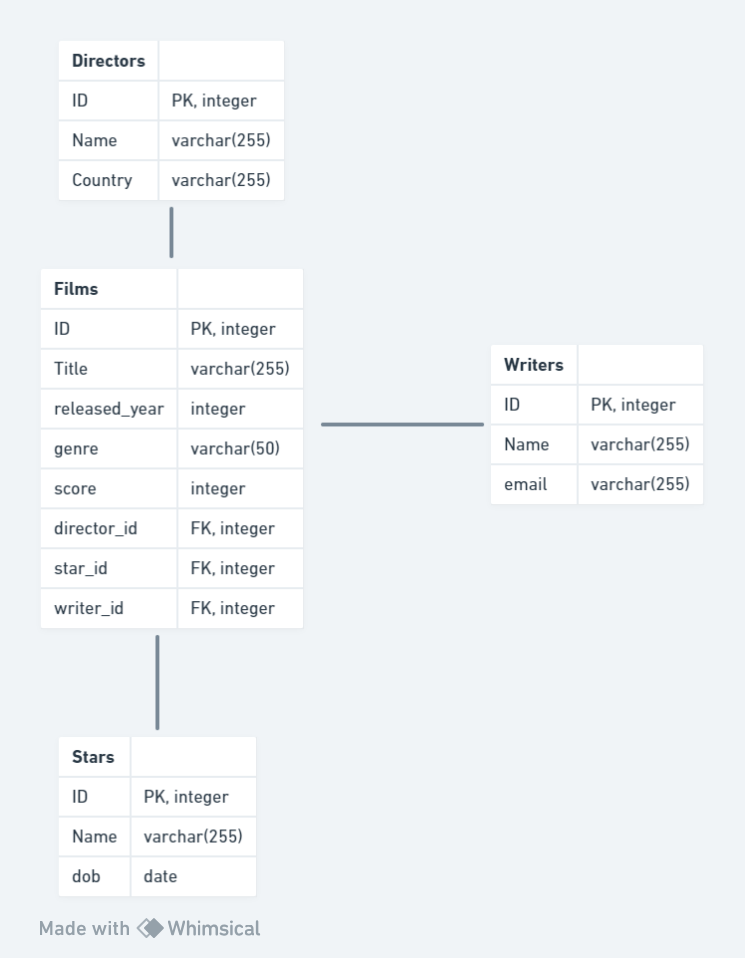 Directors
ID PK, integer
Name varchar(255)
Country varchar(255)
Films
ID PK, integer
Title varchar(255)
released_year integer
genre varchar(50)
score integer
director_id FK, integer
star_id FK, integer
writer_id FK, integer
Writers
ID PK, integer
Name varchar(255)
email varchar(255)
Stars
ID PK, integer
Name varchar(255)
dob date
Made with Whimsical